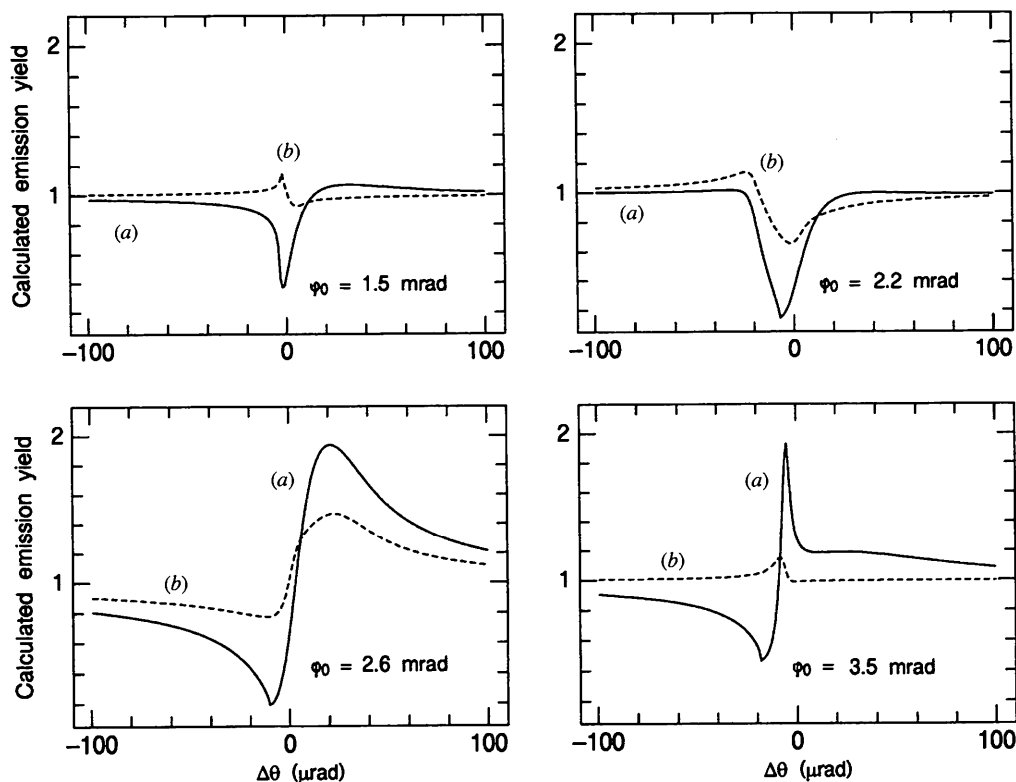 Calculated emission yield
2
1
(b)
(a)
φ0 = 1.5 mrad
−100
0
100
2
1
(b)
(a)
φ0 = 2.2 mrad
−100
0
100
Calculated emission yield
2
1
(a)
(b)
φ0 = 2.6 mrad
−100
0
100
Δθ (μrad)
2
1
(a)
(b)
φ0 = 3.5 mrad
−100
0
100
Δθ (μrad)